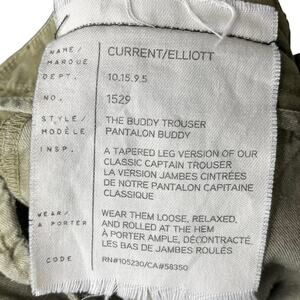 NAME/ CURRENT/ELLIOTT
MARQUE
DEPT. 10.15.9.5
NO. 1529
STYLE/ THE BUDDY TROUSER
MODÈLE PANTALON BUDDY
INSP. A TAPERED LEG VERSION OF OUR
CLASSIC CAPTAIN TROUSER
LA VERSION JAMBES CINTRÉES
DE NOTRE PANTALON CAPITAINE
CLASSIQUE
WEAR/ WEAR THEM LOOSE, RELAXED,
À PORTER AND ROLLED AT THE HEM
À PORTER AMPLE, DÉCONTRACTÉ,
LES BAS DE JAMBES ROULÉS
CODE RN#105230/CA#58350